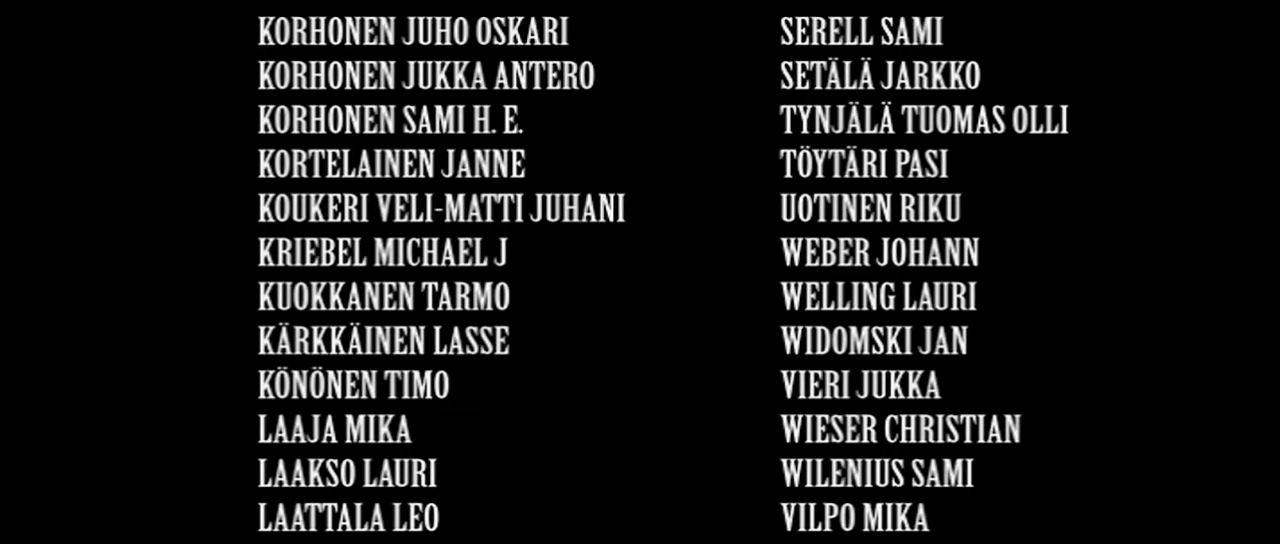 KORHONEN JUHO OSKARI
KORHONEN JUKKA ANTERO
KORHONEN SAMI H. E.
KORTELAINEN JANNE
KOUKERI VELI-MATTI JUHANI
KRIEBEL MICHAEL J
KUOKKANEN TARMO
KÄRKKÄINEN LASSE
KÖNÖNEN TIMO
LAAJA MIKA
LAAKSO LAURI
LAATTALA LEO
SERELL SAMI
SETÄLÄ JARKKO
TYNJÄLÄ TUOMAS OLLI
TÖYTÄRI PASI
UOTINEN RIKU
WEBER JOHANN
WELLING LAURI
WIDOMSKI JAN
VIERI JUKKA
WIESER CHRISTIAN
WILENIUS SAMI
VILPO MIKA